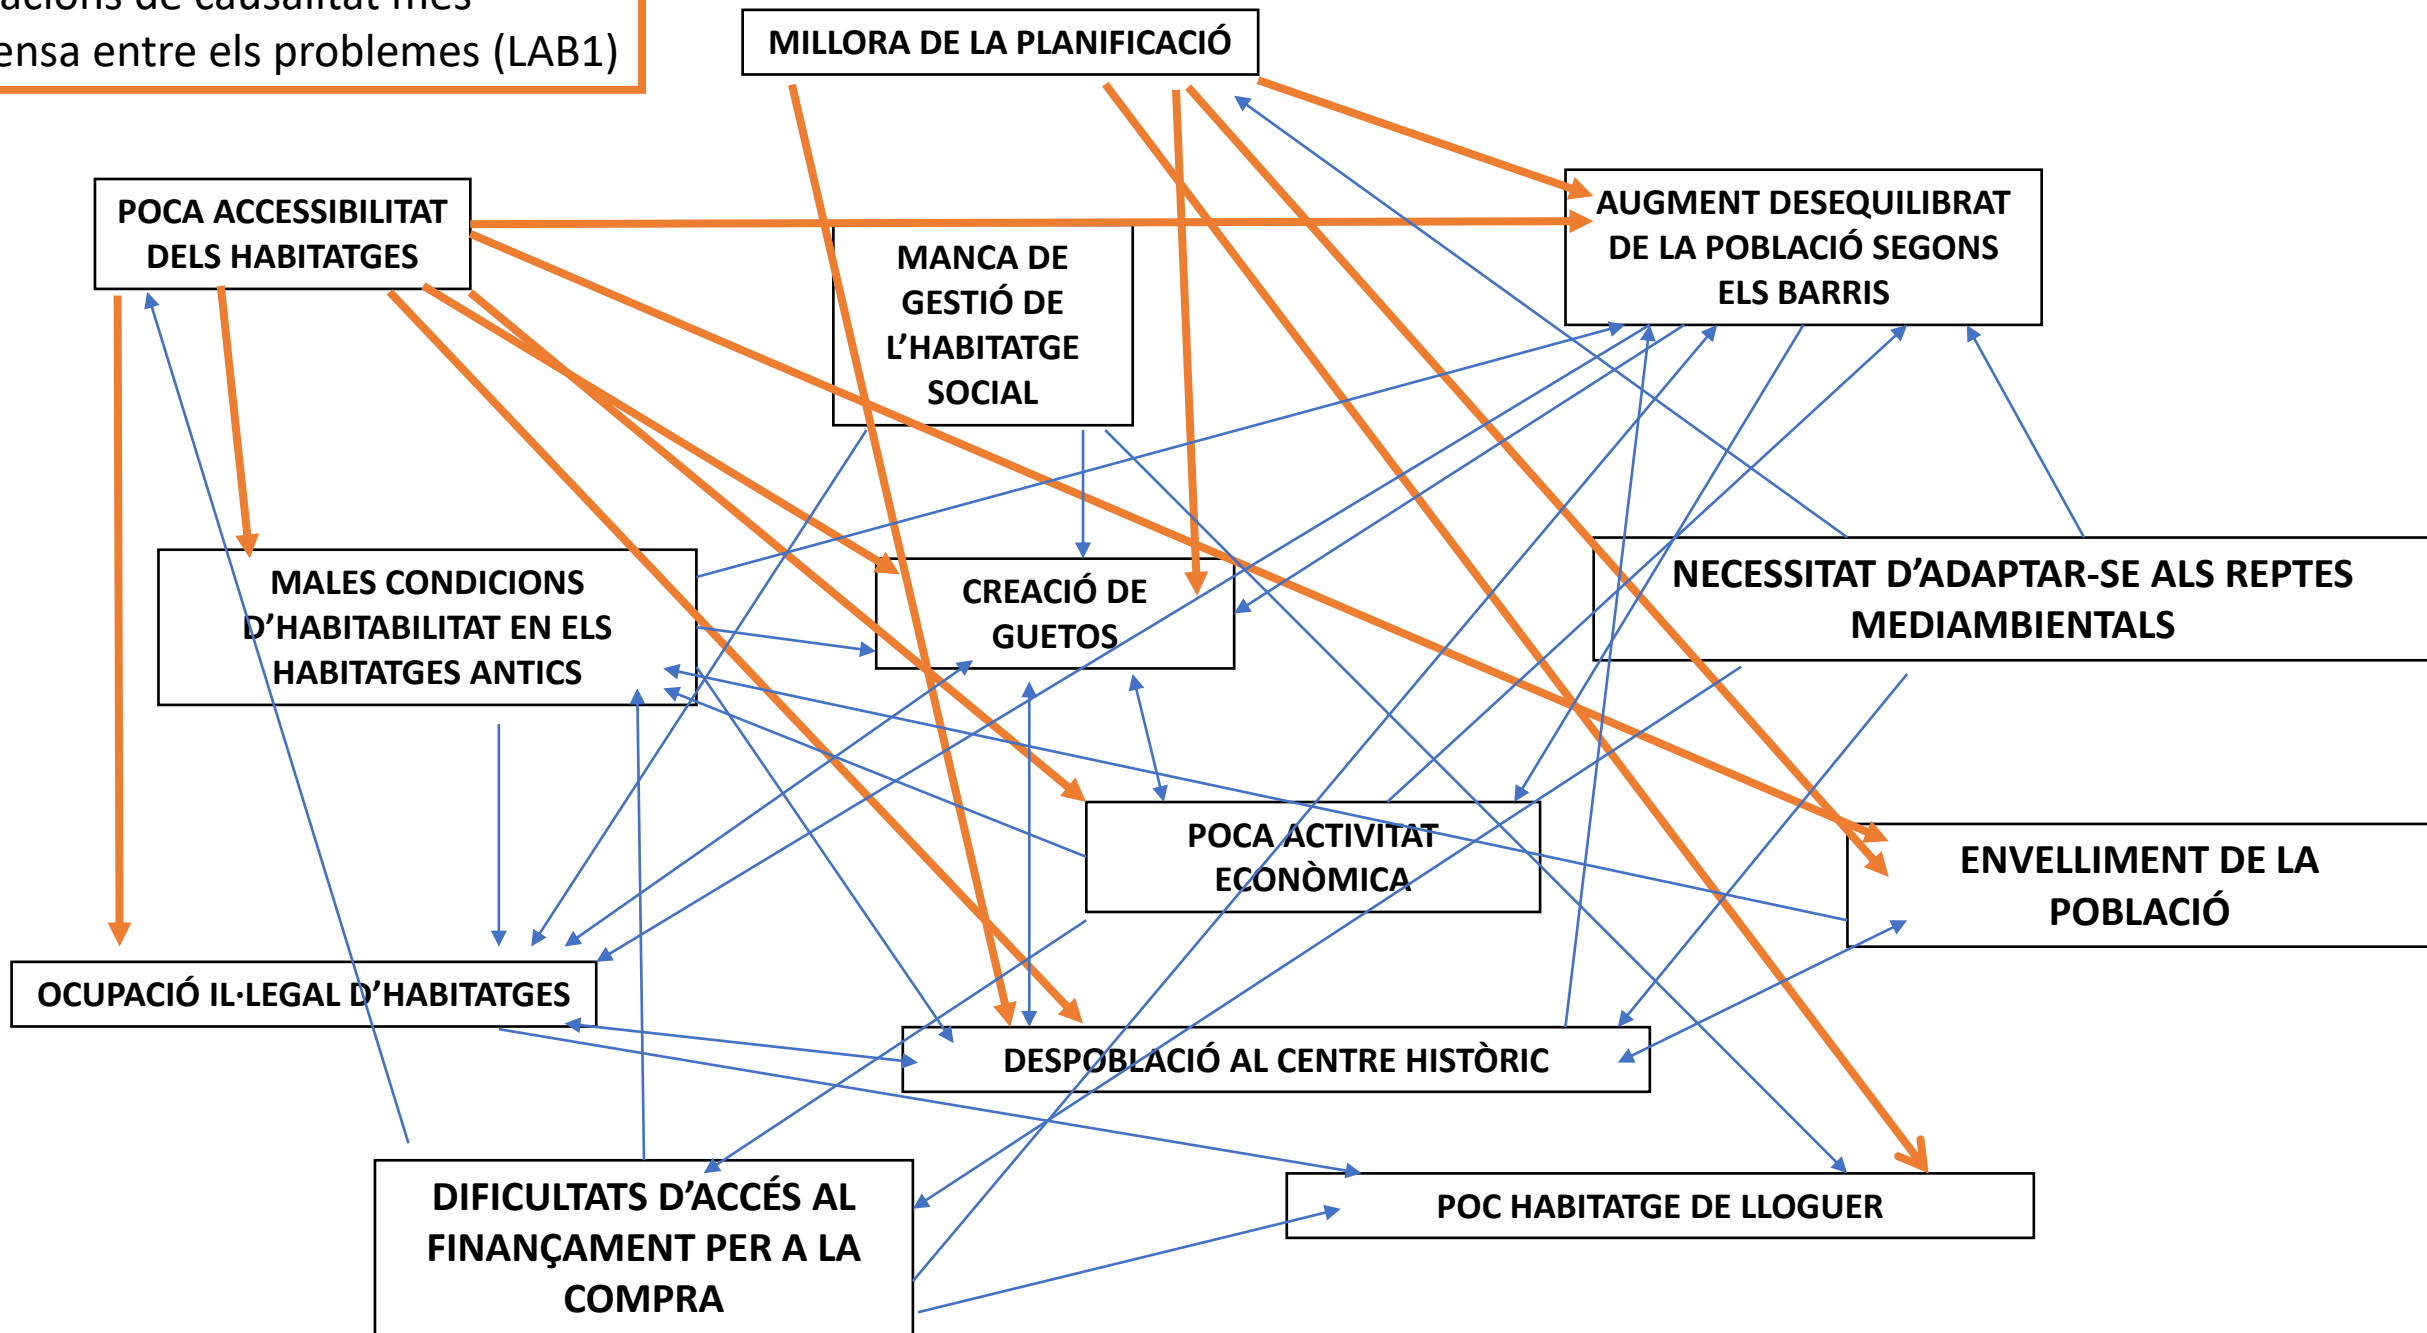 entre els problemes (LAB1)
MILLORA DE LA PLANIFICACIÓ
POCA ACCESSIBILITAT
DELS HABITATGES
AUGMENT DESEQUILIBRAT
DE LA POBLACIÓ SEGONS
ELS BARRIS
MANCA DE
GESTIÓ DE
L’HABITATGE
SOCIAL
MALES CONDICIONS
D’HABITABILITAT EN ELS
HABITATGES ANTICS
CREACIÓ DE
GUETOS
NECESSITAT D’ADAPTAR-SE ALS REPTES
MEDIAMBIENTALS
POCA ACTIVITAT
ECONÒMICA
ENVELLIMENT DE LA
POBLACIÓ
OCUPACIÓ IL·LEGAL D’HABITATGES
DESPOBLACIÓ AL CENTRE HISTÒRIC
DIFICULTATS D’ACCÉS AL
FINANÇAMENT PER A LA
COMPRA
POC HABITATGE DE LLOGUER